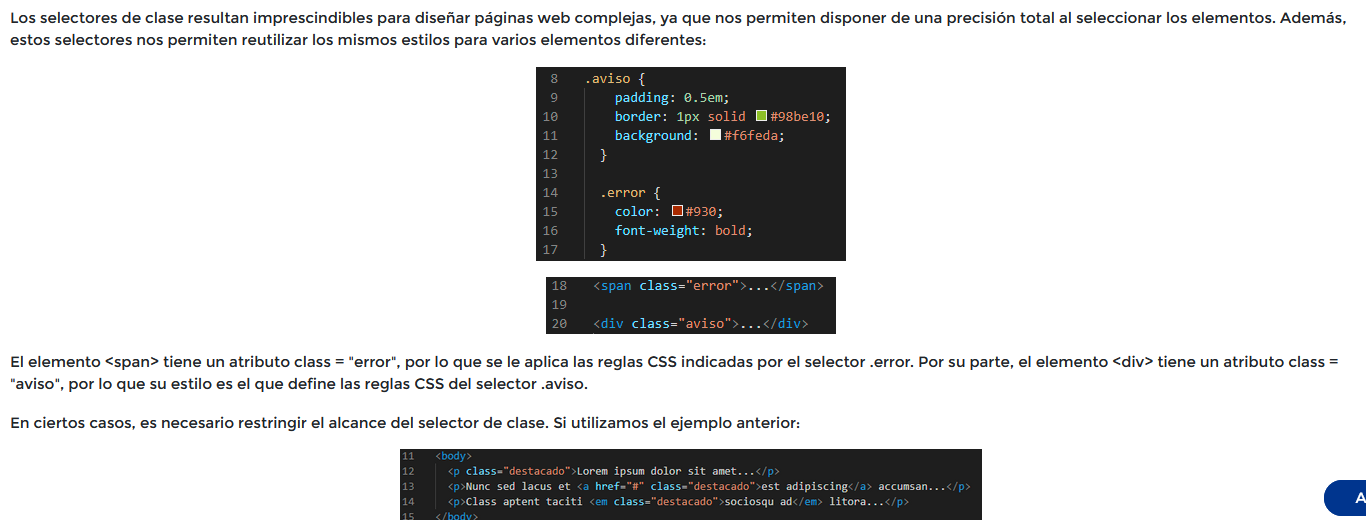 Los selectores de clase resultan imprescindibles para diseñar páginas web complejas, ya que nos permiten disponer de una precisión total al seleccionar los elementos. Además,
estos selectores nos permiten reutilizar los mismos estilos para varios elementos diferentes:
8 .aviso {
9 padding: 0.5em;
10 border: 1px solid #98be10;
11 background: #f6feda;
12 }
13
14 .error {
15 color: #930;
16 font-weight: bold;
17 }
18 <span class="error">...</span>
19
20 <div class="aviso">...</div>
El elemento <span> tiene un atributo class = "error", por lo que se le aplica las reglas CSS indicadas por el selector .error. Por su parte, el elemento <div> tiene un atributo class =
"aviso", por lo que su estilo es el que define las reglas CSS del selector .aviso.
En ciertos casos, es necesario restringir el alcance del selector de clase. Si utilizamos el ejemplo anterior:
11 <body>
12 <p class="destacado">Lorem ipsum dolor sit amet...</p>
13 <p>Nunc sed lacus et <a href="#" class="destacado">est adipiscing</a> accumsan...</p>
14 <p>Class aptent taciti <em class="destacado">sociosqu ad</em> litora...</p>
15 </body>
A